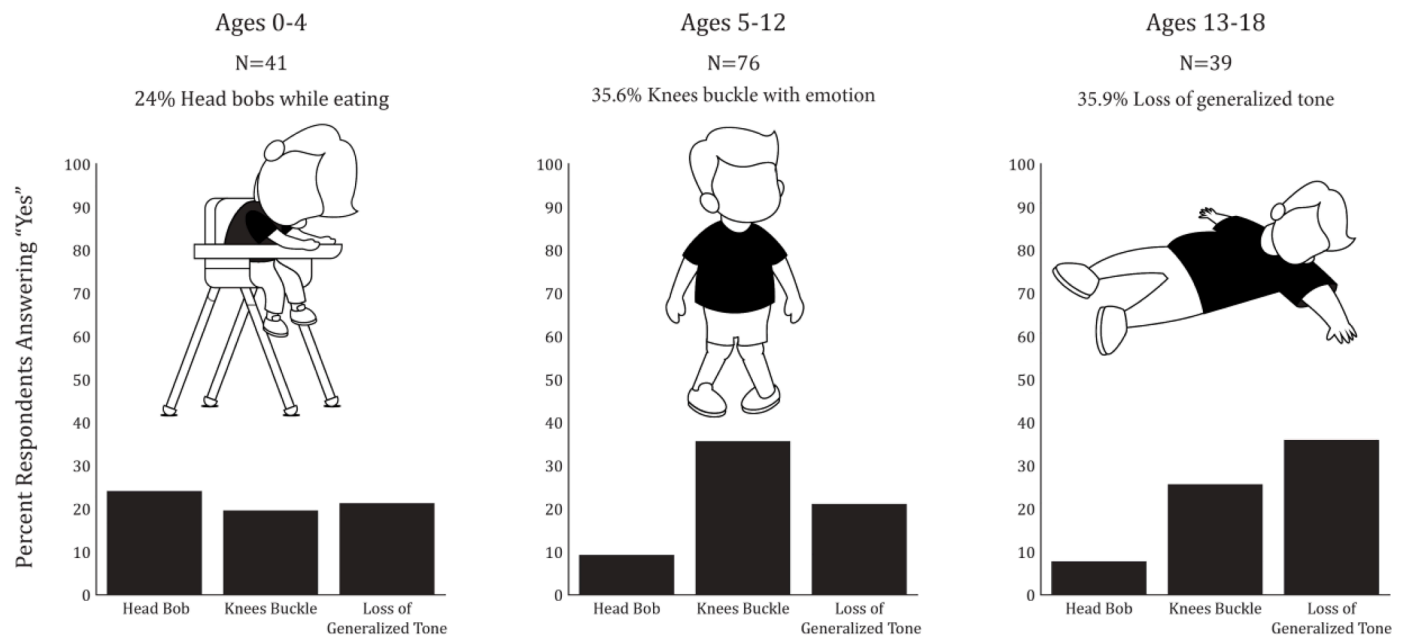 Ages 0-4
N=41
24% Head bobs while eating
Percent Respondents Answering “Yes”
100
90
80
70
60
50
40
30
20
10
0
Head Bob
Knees Buckle
Loss of
Generalized Tone
Ages 5-12
N=76
35.6% Knees buckle with emotion
100
90
80
70
60
50
40
30
20
10
0
Head Bob
Knees Buckle
Loss of
Generalized Tone
Ages 13-18
N=39
35.9% Loss of generalized tone
100
90
80
70
60
50
40
30
20
10
0
Head Bob
Knees Buckle
Loss of
Generalized Tone